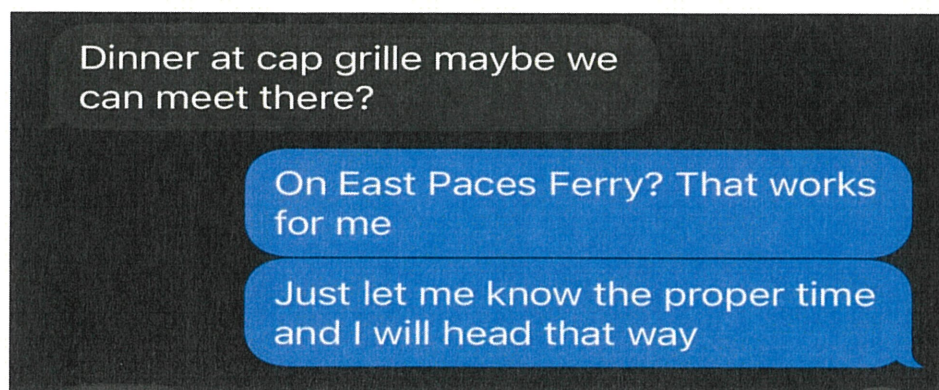 Dinner at cap grille maybe we
can meet there?
On East Paces Ferry? That works
for me
Just let me know the proper time
and I will head that way